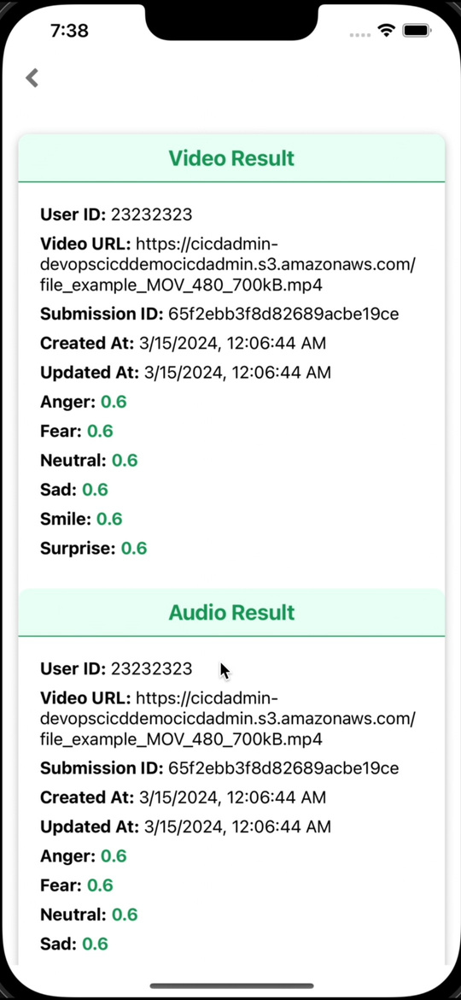 7:38
Video Result
User ID: 23232323
Video URL: https://cicdadmin-
devopscicddemocicdadmin.s3.amazonaws.com/
file_example_MOV_480_700kB.mp4
Submission ID: 65f2ebb3f8d82689acbe19ce
Created At: 3/15/2024, 12:06:44 AM
Updated At: 3/15/2024, 12:06:44 AM
Anger: 0.6
Fear: 0.6
Neutral: 0.6
Sad: 0.6
Smile: 0.6
Surprise: 0.6
Audio Result
User ID: 23232323
Video URL: https://cicdadmin-
devopscicddemocicdadmin.s3.amazonaws.com/
file_example_MOV_480_700kB.mp4
Submission ID: 65f2ebb3f8d82689acbe19ce
Created At: 3/15/2024, 12:06:44 AM
Updated At: 3/15/2024, 12:06:44 AM
Anger: 0.6
Fear: 0.6
Neutral: 0.6
Sad: 0.6